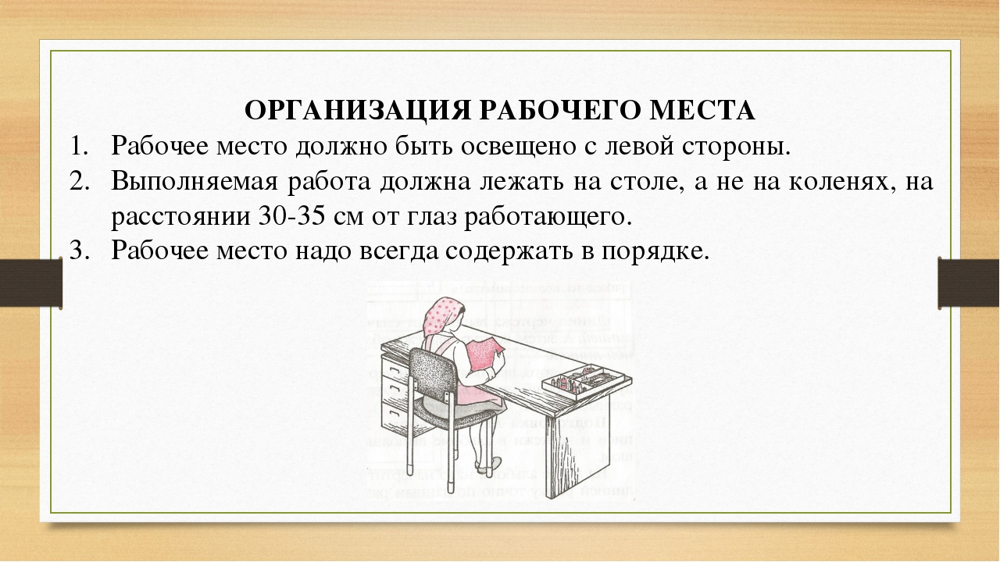 ОРГАНИЗАЦИЯ РАБОЧЕГО МЕСТА
1. Рабочее место должно быть освещено с левой стороны.
2. Выполняемая работа должна лежать на столе, а не на коленях, на
расстоянии 30-35 см от глаз работающего.
3. Рабочее место надо всегда содержать в порядке.